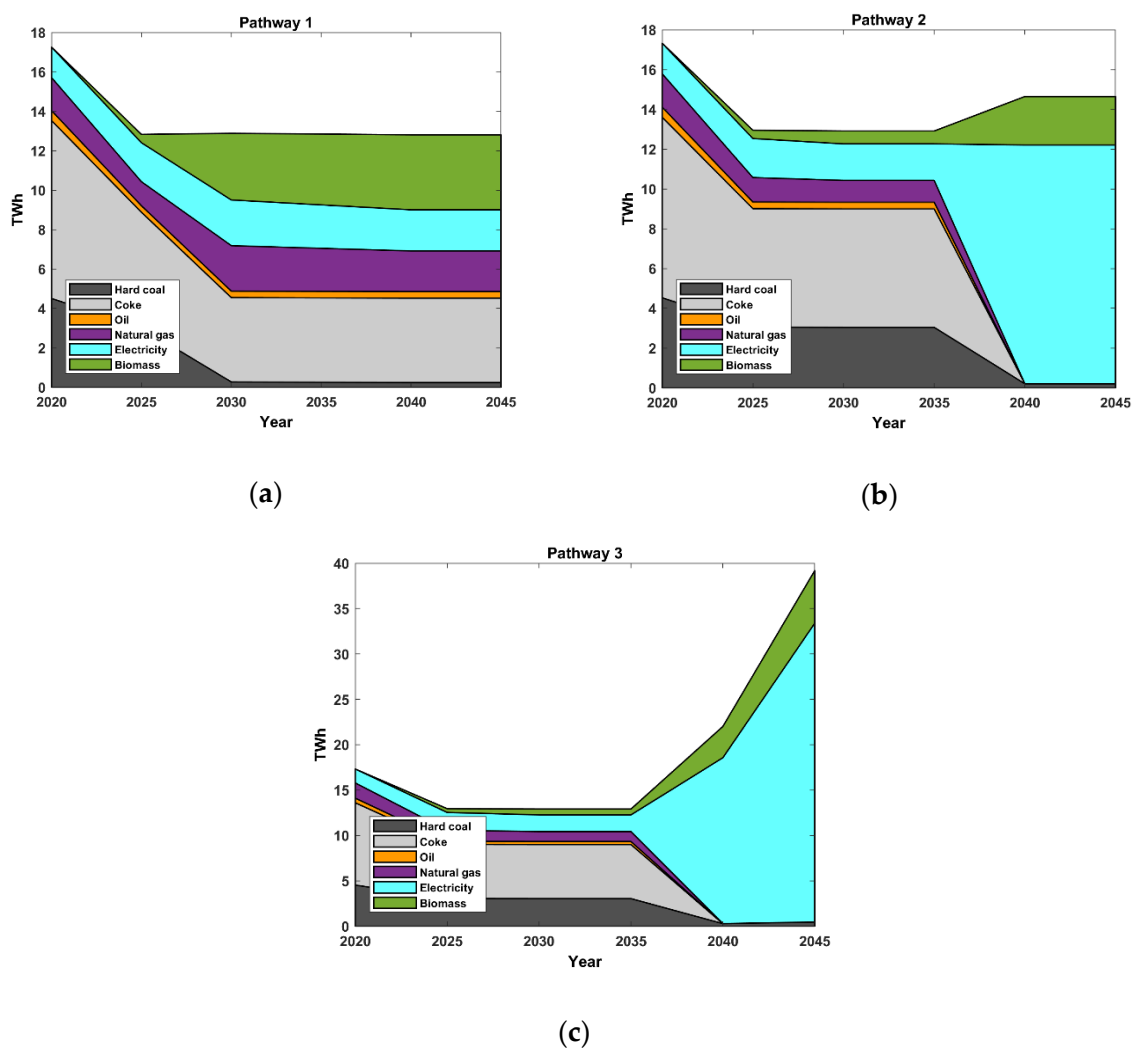 Pathway 1
18
16
14
12
10
8
6
4
2
0
TWh
Hard coal
Coke
Oil
Natural gas
Electricity
Biomass
2020 2025 2030 2035 2040 2045
Year
(a)
Pathway 2
18
16
14
12
10
8
6
4
2
0
TWh
Hard coal
Coke
Oil
Natural gas
Electricity
Biomass
2020 2025 2030 2035 2040 2045
Year
(b)
Pathway 3
40
35
30
25
20
15
10
5
0
TWh
Hard coal
Coke
Oil
Natural gas
Electricity
Biomass
2020 2025 2030 2035 2040 2045
Year
(c)